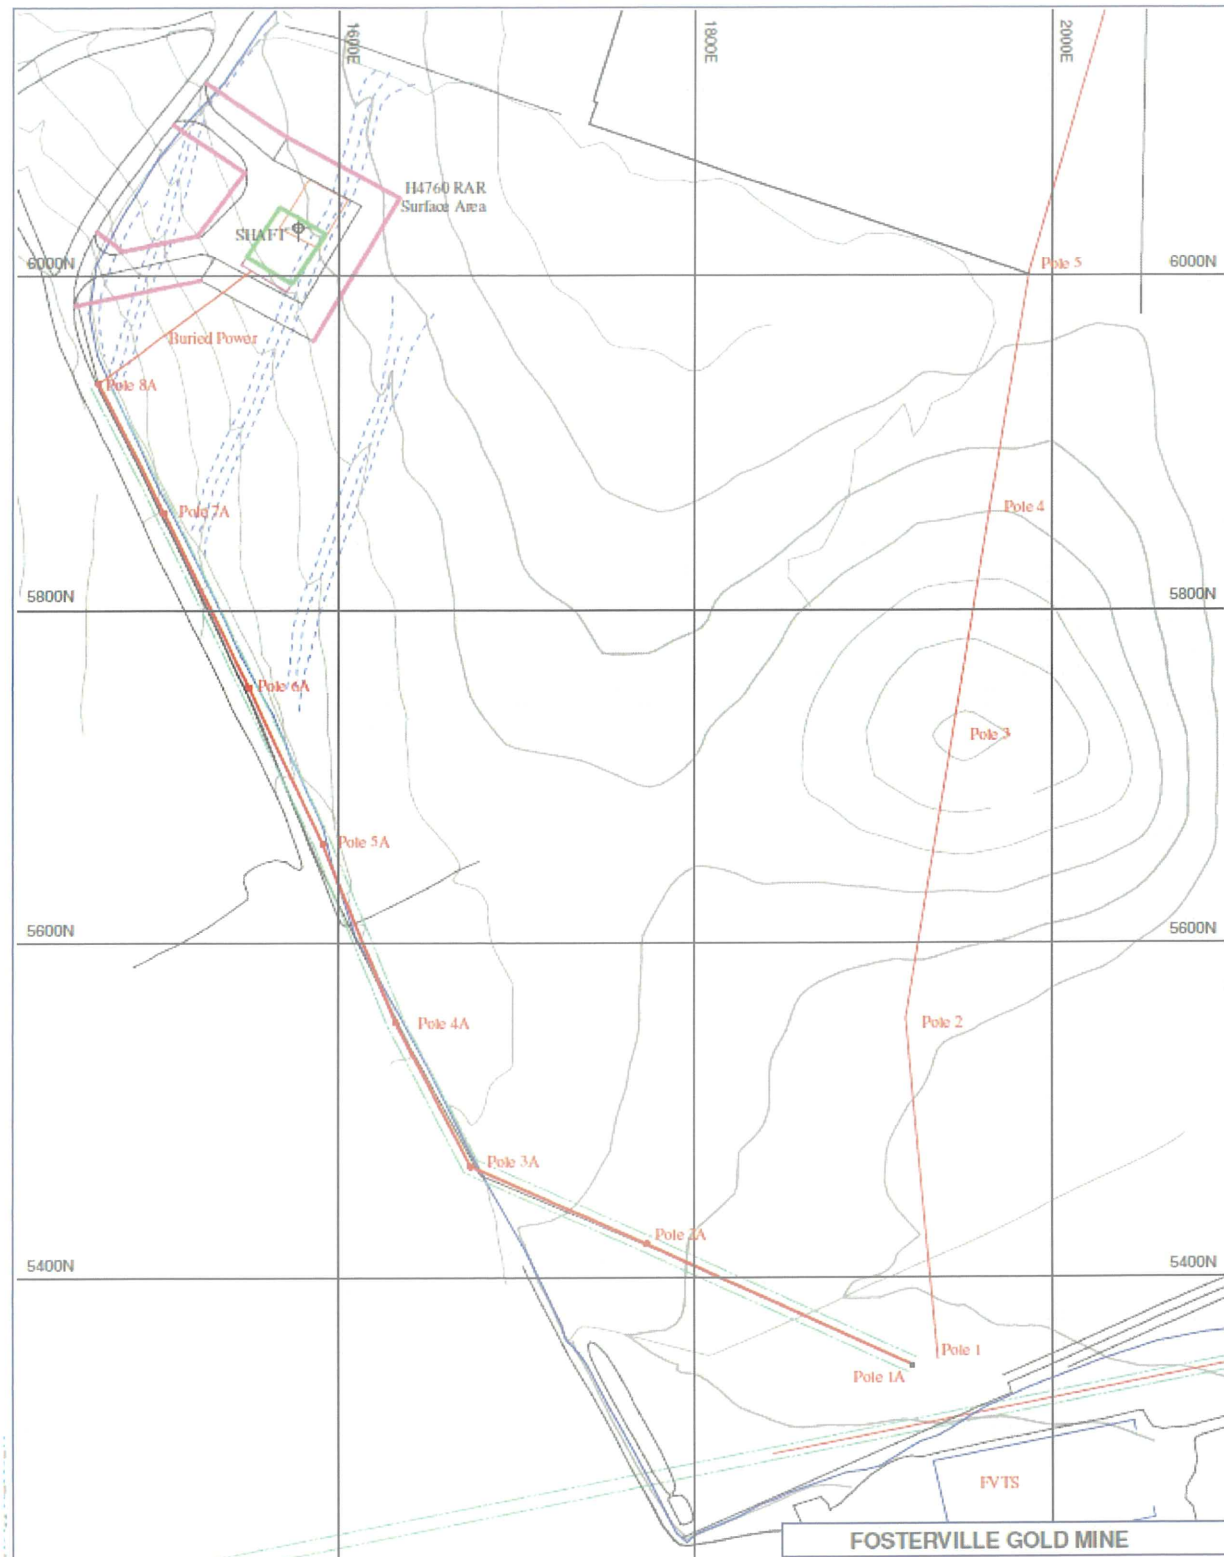 1600E
1800E
2000E
H4760 RAR
Surface Area
SHAFT
6000N
Pole 5
6000N
Buried Power
Pole 8A
Pole 7A
Pole 4
5800N
5800N
Pole 6A
Pole 3
Pole 5A
5600N
5600N
Pole 4A
Pole 2
Pole 3A
Pole 2A
5400N
5400N
Pole 1
Pole 1A
FVTS
FOSTERVILLE GOLD MINE